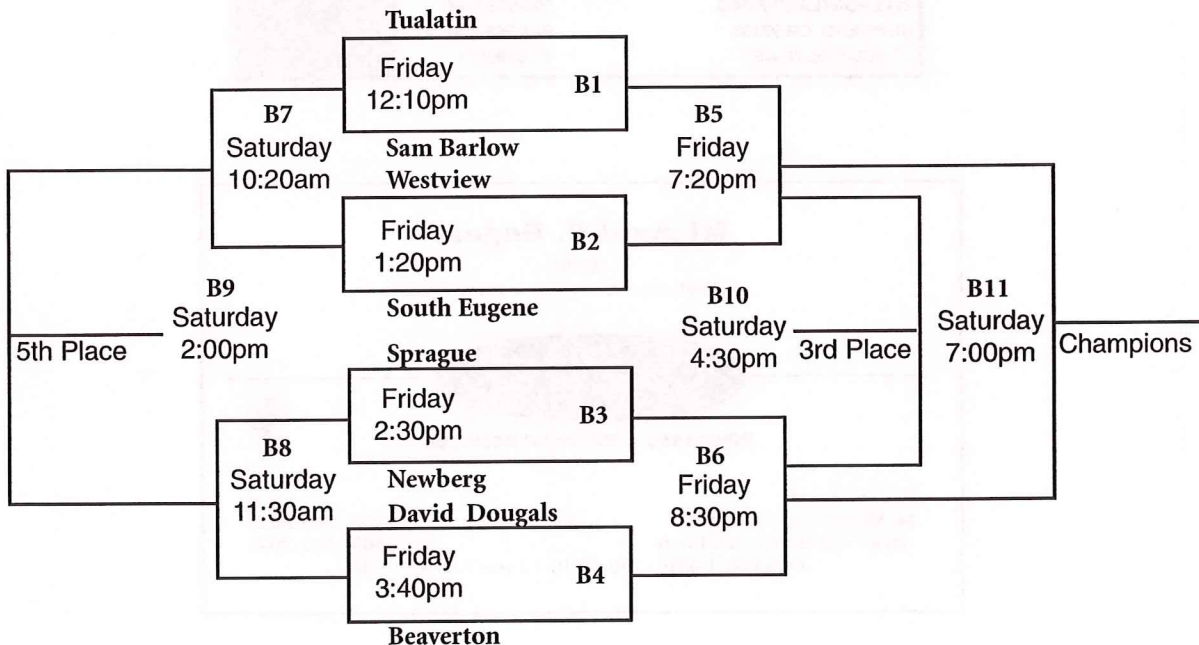 Tualatin
Friday
12:10pm
B1
Sam Barlow
Westview
Friday
1:20pm
B2
South Eugene
Sprague
Friday
2:30pm
B3
Newberg
David Dougals
Friday
3:40pm
B4
Beaverton
B7
Saturday
10:20am
B8
Saturday
11:30am
B9
Saturday
2:00pm
5th Place
B5
Friday
7:20pm
B6
Friday
8:30pm
B10
Saturday
4:30pm
3rd Place
B11
Saturday
7:00pm
Champions